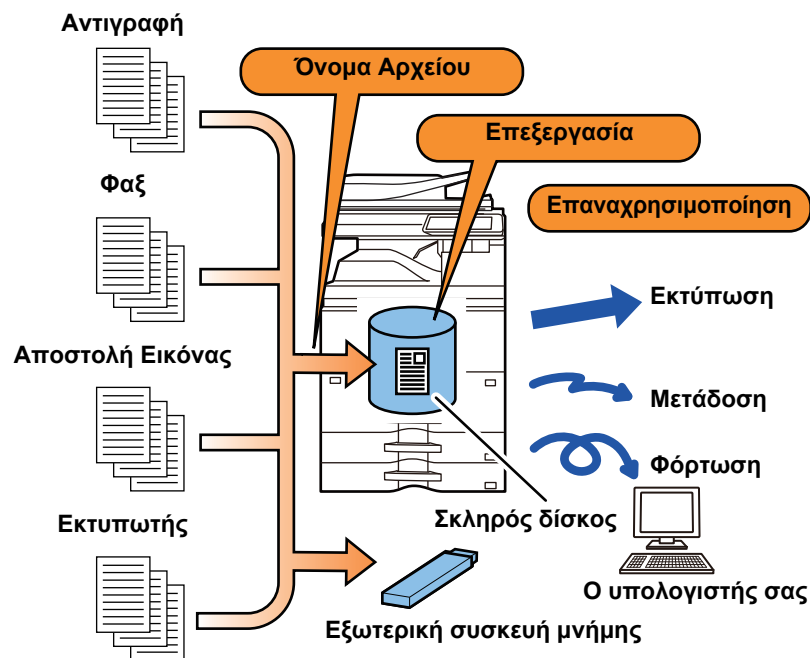 Αντιγραφή
Όνομα Αρχείου
Επεξεργασία
Φαξ
Επαναχρησιμοποίηση
Εκτύπωση
Αποστολή Εικόνας
Μετάδοση
Φόρτωση
Σκληρός δίσκος
Εκτυπωτής
Ο υπολογιστής σας
Εξωτερική συσκευή μνήμης